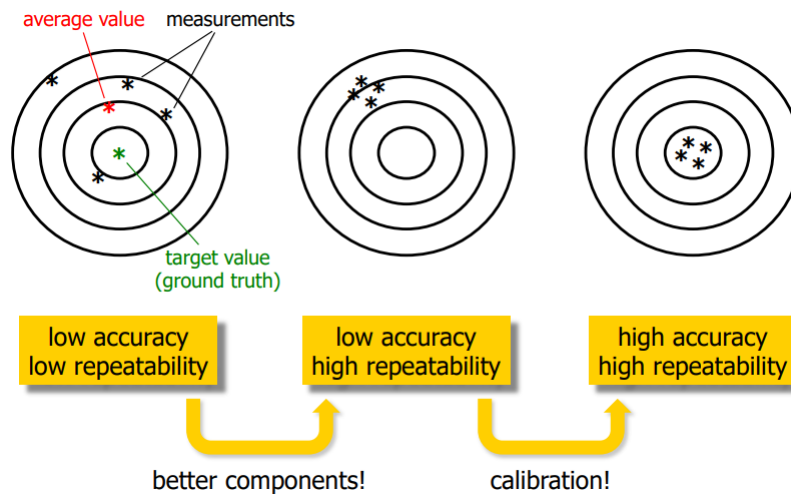 average value
measurements
target value
(ground truth)
low accuracy
low repeatability
low accuracy
high repeatability
high accuracy
high repeatability
better components!
calibration!